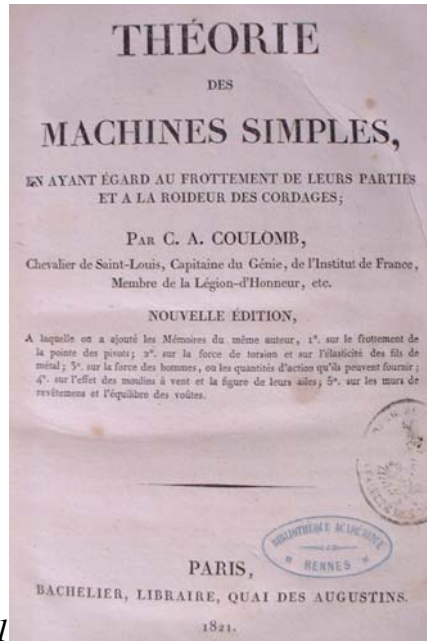 THÉORIE
DES
MACHINES SIMPLES,
EN AYANT ÉGARD AU FROTTEMENT DE LEURS PARTIES
ET A LA ROIDEUR DES CORDAGES;
PAR C. A. COULOMB,
Chevalier de Saint-Louis, Capitaine du Génie, de l'Institut de France,
Membre de la Légion-d'Honneur, etc.
NOUVELLE ÉDITION,
A laquelle on a ajouté les Mémoires du même auteur, 1°. sur le frottement de
la pointe des pivots; 2°. sur la force de torsion et sur l'élasticité des fils de
métal; 3°. sur la force des hommes, ou les quantités d'action qu'ils peuvent fournir;
4°. sur l'effet des moulins à vent et la figure de leurs ailes; 5°. sur les murs de
revêtemens et l'équilibre des voûtes.
BIBLIOTHÈQUE
RENNES
PARIS,
BACHELIER, LIBRAIRE, QUAI DES AUGUSTINS.
1821.
l